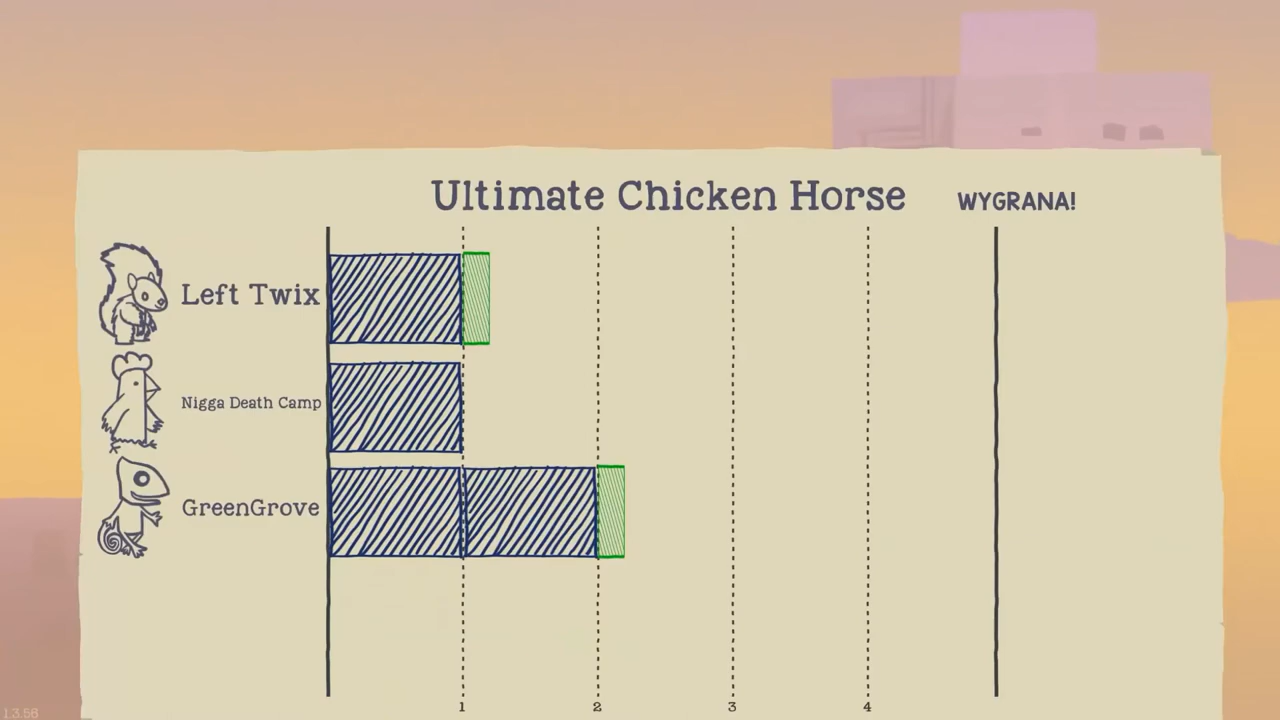 Ultimate Chicken Horse WYGRANA!
Left Twix
Nigga Death Camp
GreenGrove
1 2 3 4
1.3.56